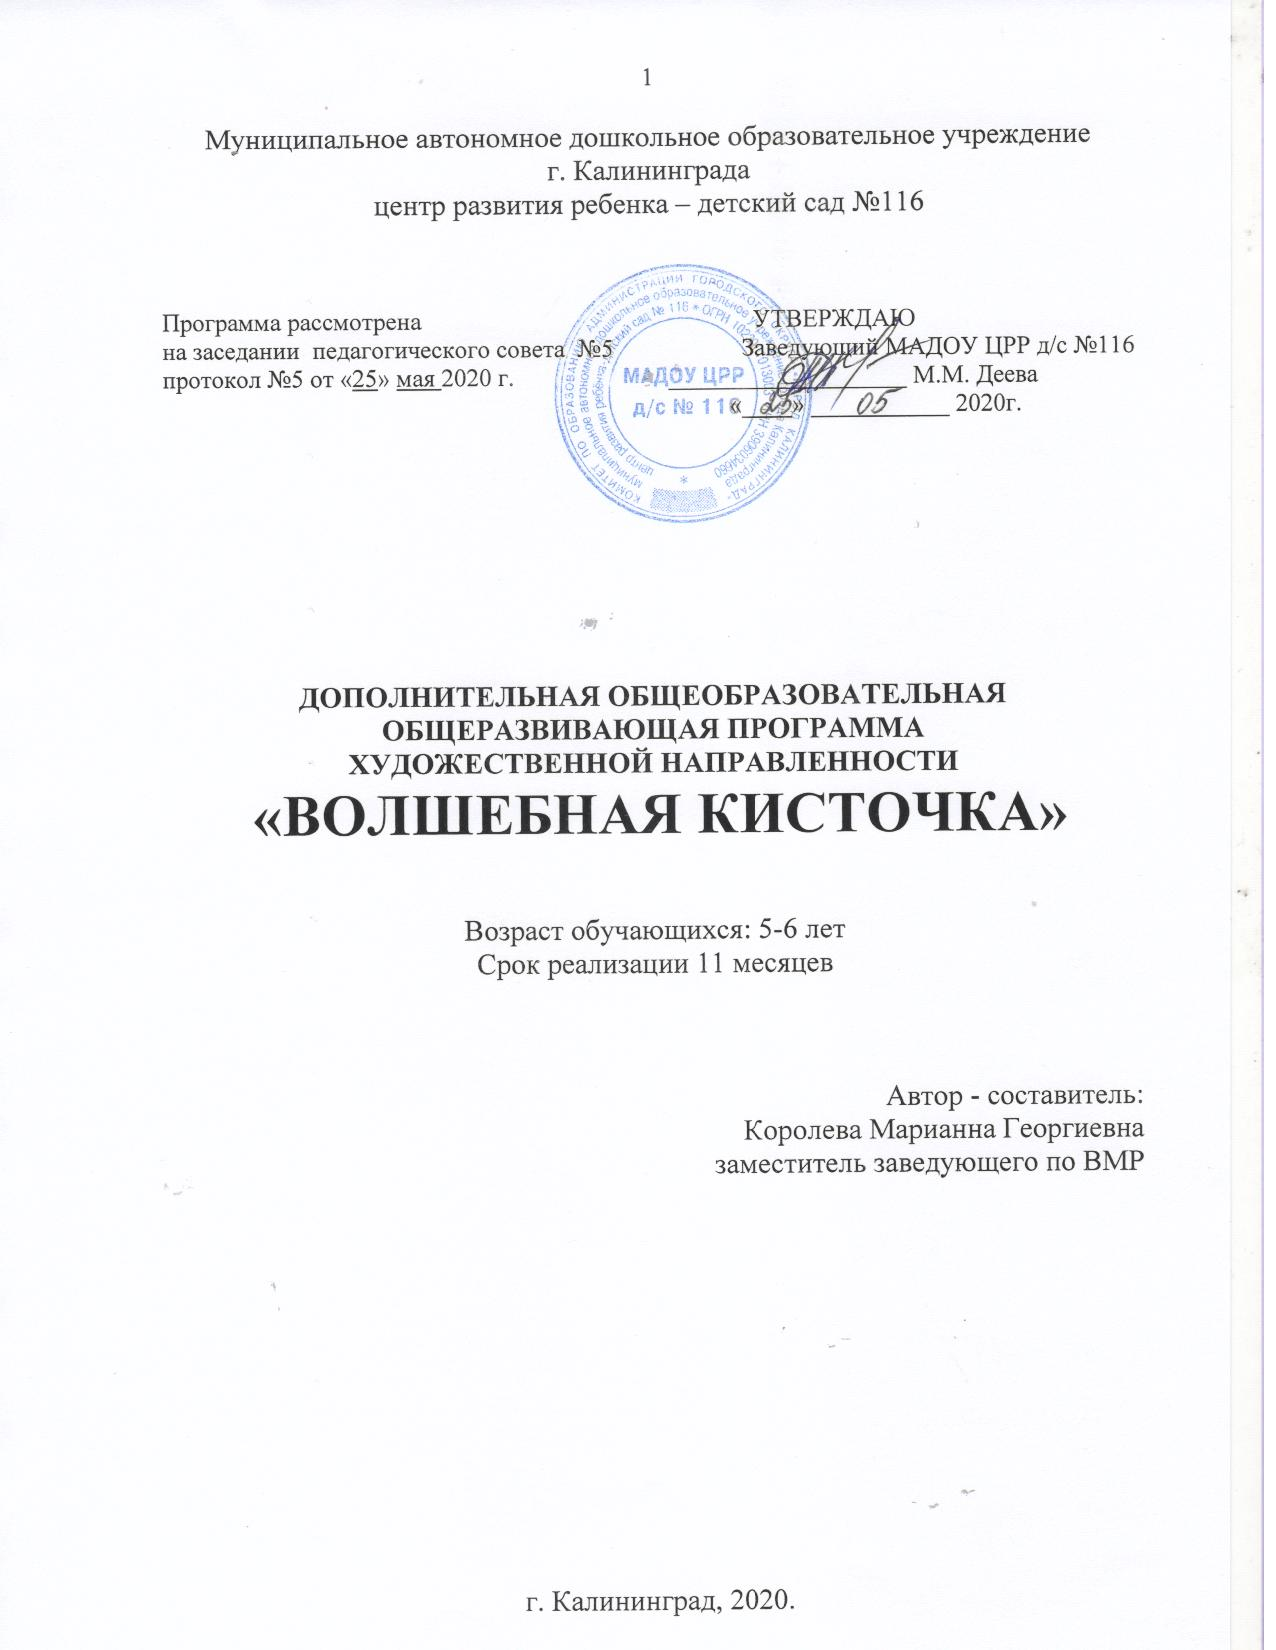 1
Муниципальное автономное дошкольное образовательное учреждение
г. Калининграда
центр развития ребенка – детский сад №116
Программа рассмотрена
на заседании педагогического совета №5
протокол №5 от «25» мая 2020 г.
УТВЕРЖДАЮ
Заведующий МАДОУ ЦРР д/с №116
М.М. Деева
«25» 05 2020г.
МАДОУ ЦРР
д/с № 116
ДОПОЛНИТЕЛЬНАЯ ОБЩЕОБРАЗОВАТЕЛЬНАЯ
ОБЩЕРАЗВИВАЮЩАЯ ПРОГРАММА
ХУДОЖЕСТВЕННОЙ НАПРАВЛЕННОСТИ
«ВОЛШЕБНАЯ КИСТОЧКА»
Возраст обучающихся: 5-6 лет
Срок реализации 11 месяцев
Автор - составитель:
Королева Марианна Георгиевна
заместитель заведующего по ВМР
г. Калининград, 2020.